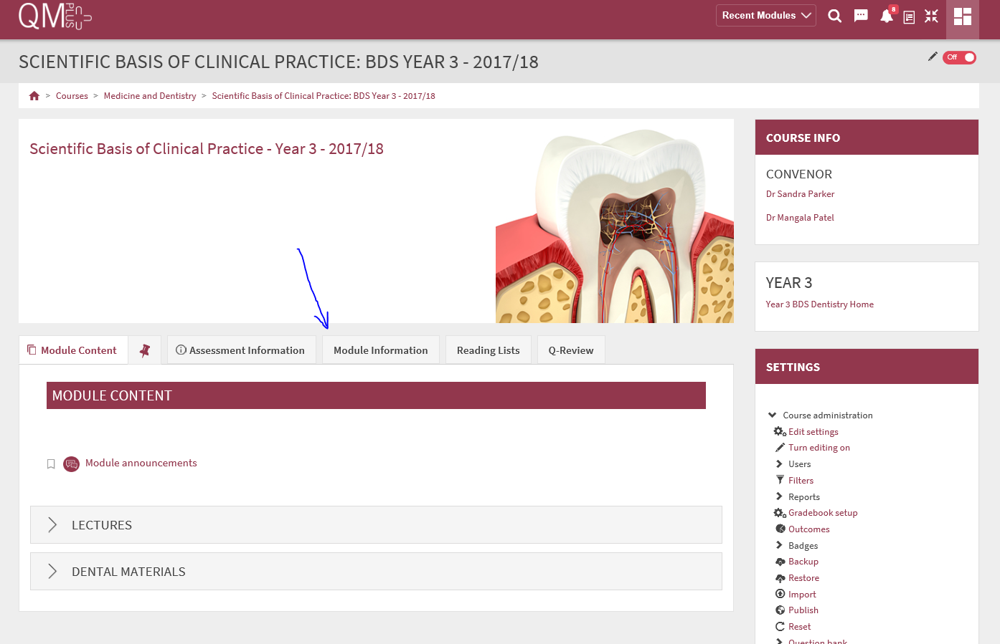 QM PLUS
Recent Modules
8
SCIENTIFIC BASIS OF CLINICAL PRACTICE: BDS YEAR 3 - 2017/18
Off
> Courses > Medicine and Dentistry > Scientific Basis of Clinical Practice: BDS Year 3 - 2017/18
Scientific Basis of Clinical Practice - Year 3 - 2017/18
COURSE INFO
CONVENOR
Dr Sandra Parker
Dr Mangala Patel
YEAR 3
Year 3 BDS Dentistry Home
Module Content
Assessment Information
Module Information
Reading Lists
Q-Review
MODULE CONTENT
Module announcements
LECTURES
DENTAL MATERIALS
SETTINGS
Course administration
Edit settings
Turn editing on
Users
Filters
Reports
Gradebook setup
Outcomes
Badges
Backup
Restore
Import
Publish
Reset
Question bank